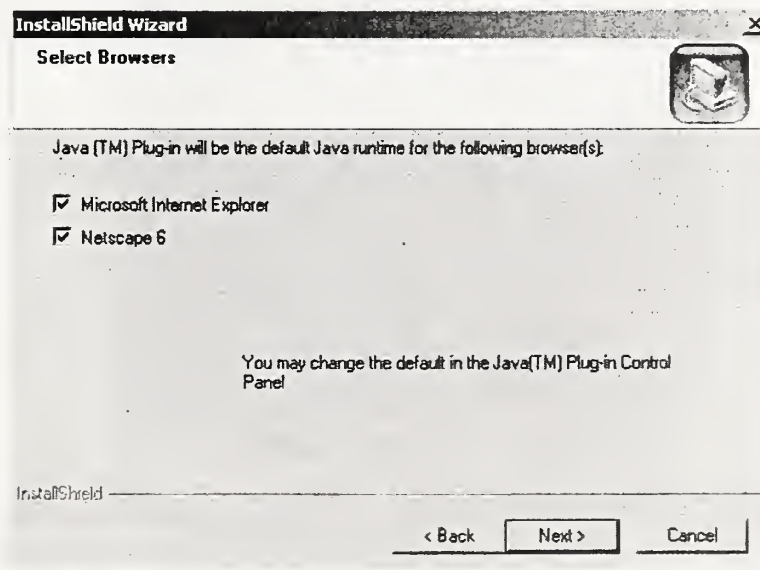 InstallShield Wizard
Select Browsers
Java (TM) Plug-in will be the default Java runtime for the following browser(s):
Microsoft Internet Explorer
Netscape 6
You may change the default in the Java(TM) Plug-in Control
Panel
InstallShield
< Back Next > Cancel